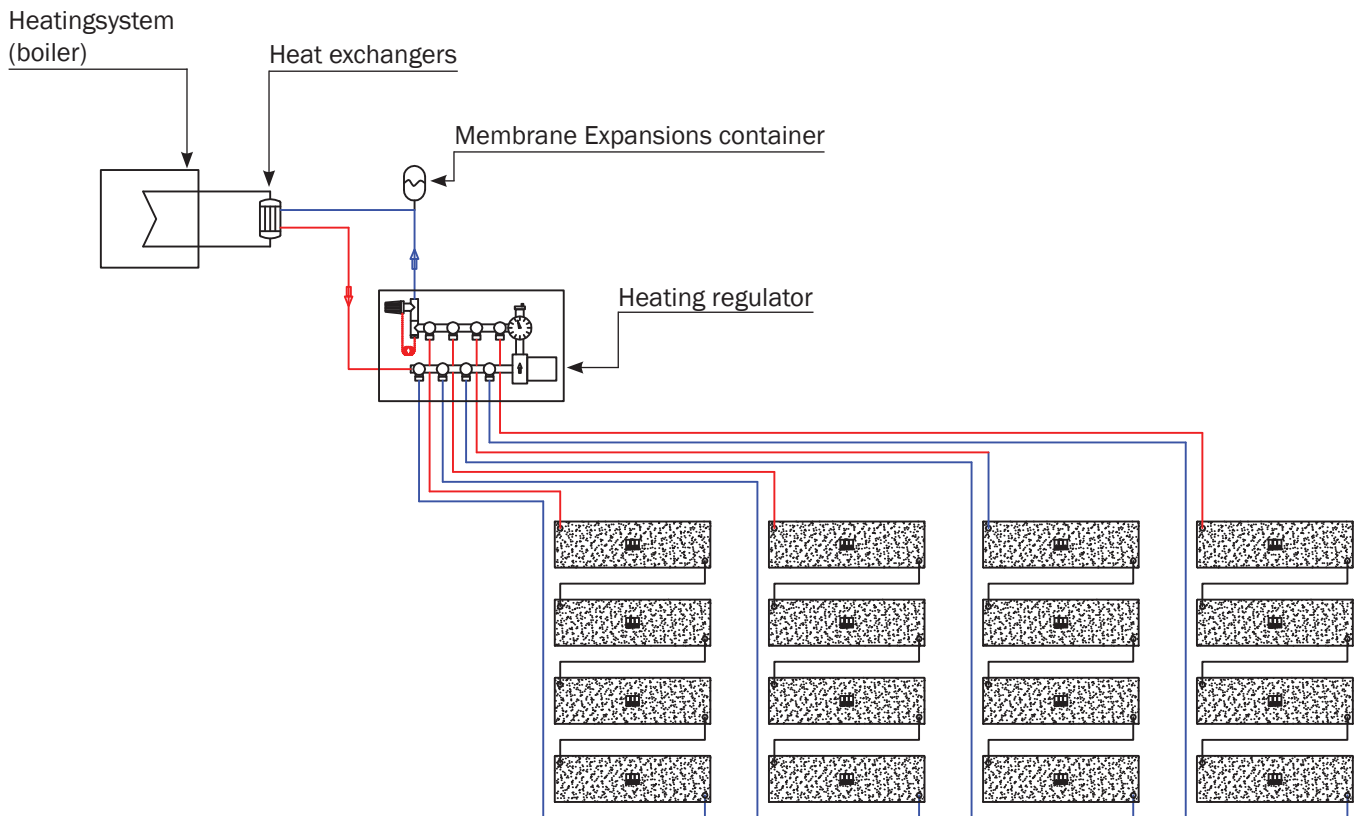 Heatingsystem
(boiler)
Heat exchangers
Membrane Expansions container
Heating regulator